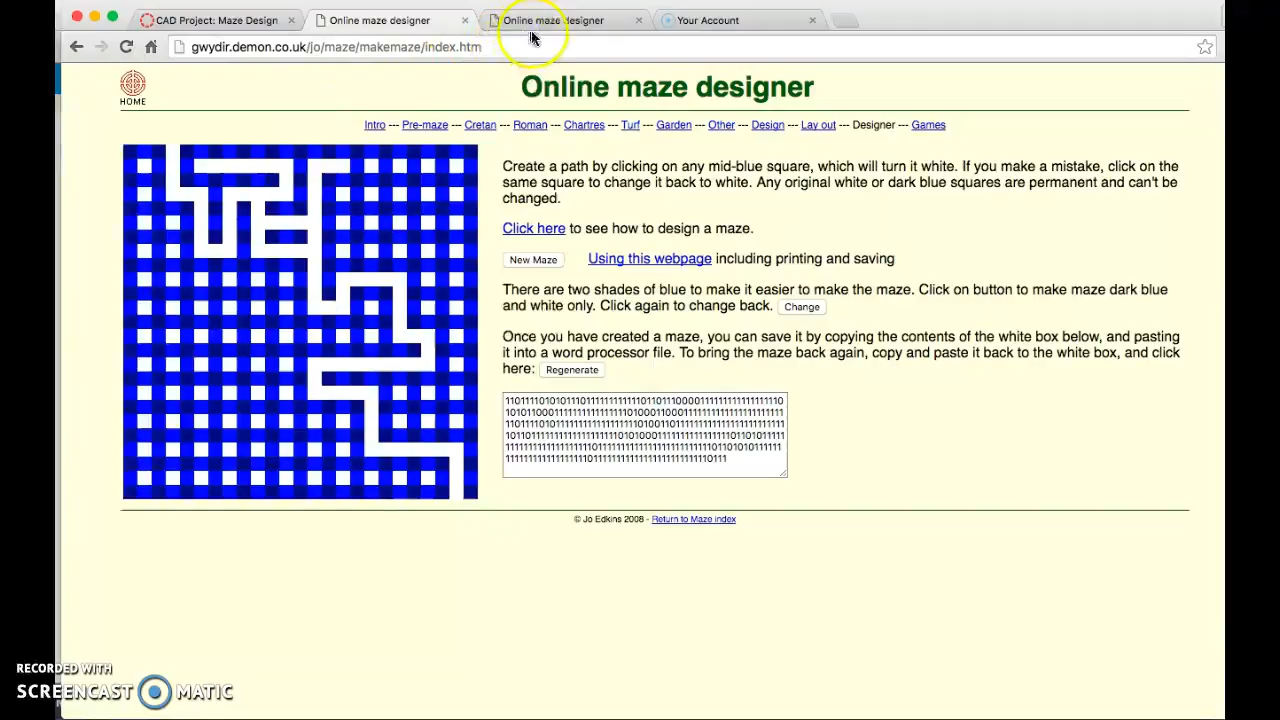 CAD Project: Maze Design
Online maze designer
Online maze designer
Your Account
gwydir.demon.co.uk/jo/maze/makemaze/index.htm
HOME
Online maze designer
Intro --- Pre-maze --- Cretan --- Roman --- Chartres --- Turf --- Garden --- Other --- Design --- Lay out --- Designer --- Games
Create a path by clicking on any mid-blue square, which will turn it white. If you make a mistake, click on the
same square to change it back to white. Any original white or dark blue squares are permanent and can't be
changed.
Click here to see how to design a maze.
New Maze Using this webpage including printing and saving
There are two shades of blue to make it easier to make the maze. Click on button to make maze dark blue
and white only. Click again to change back. Change
Once you have created a maze, you can save it by copying the contents of the white box below, and pasting
it into a word processor file. To bring the maze back again, copy and paste it back to the white box, and click
here: Regenerate
© Jo Edkins 2008 - Return to Maze index
RECORDED WITH
SCREENCAST MATIC